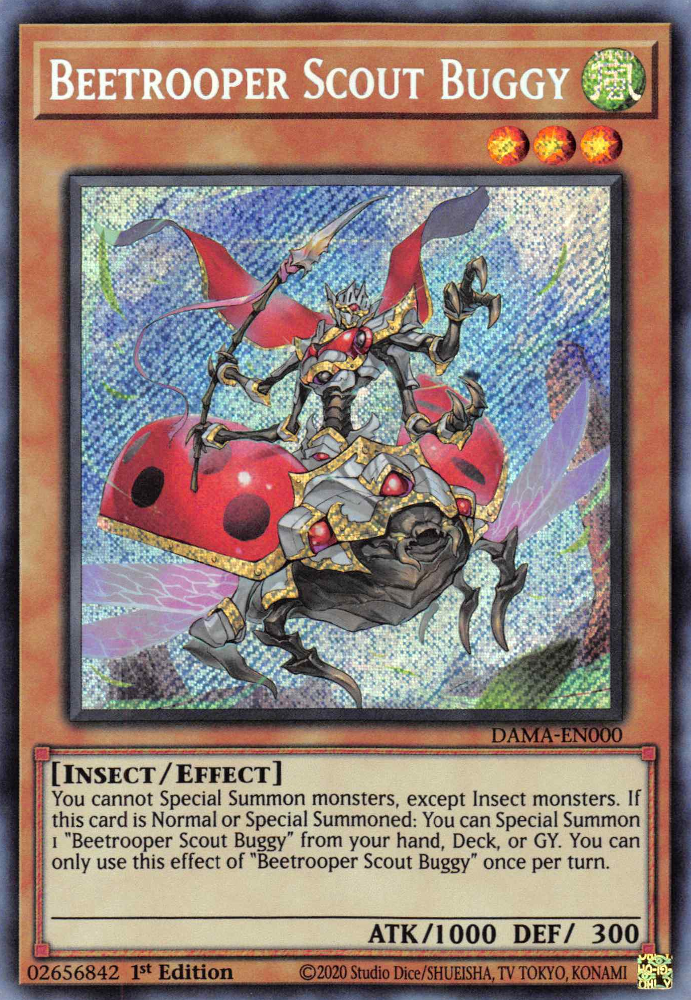 BEETROOPER SCOUT BUGGY
WIND
風
DAMA-EN000
[INSECT/EFFECT]
You cannot Special Summon monsters, except Insect monsters. If
this card is Normal or Special Summoned: You can Special Summon
1 "Beetrooper Scout Buggy" from your hand, Deck, or GY. You can
only use this effect of "Beetrooper Scout Buggy" once per turn.
ATK/1000 DEF/ 300
02656842 1st Edition ©2020 Studio Dice/SHUEISHA, TV TOKYO, KONAMI